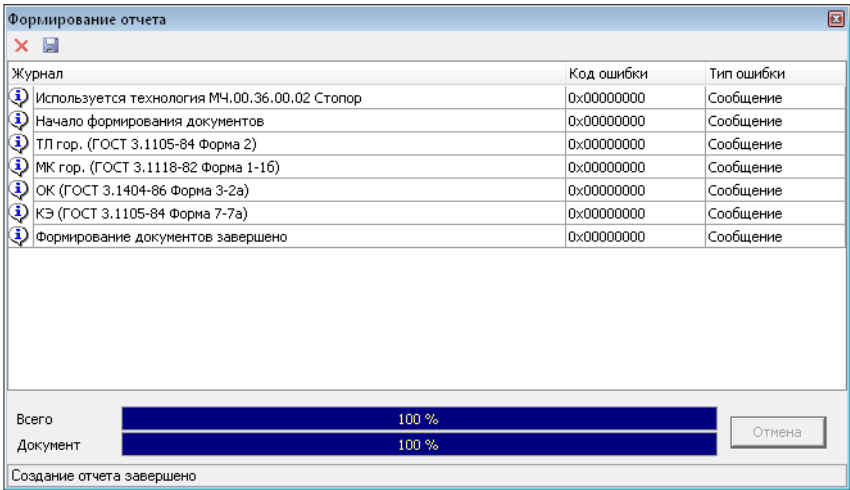 Формирование отчета
Журнал Код ошибки Тип ошибки
Используется технология МЧ.00.36.00.02 Стопор 0x00000000 Сообщение
Начало формирования документов 0x00000000 Сообщение
ТЛ гор. (ГОСТ 3.1105-84 Форма 2) 0x00000000 Сообщение
МК гор. (ГОСТ 3.1118-82 Форма 1-1б) 0x00000000 Сообщение
ОК (ГОСТ 3.1404-86 Форма 3-2а) 0x00000000 Сообщение
КЭ (ГОСТ 3.1105-84 Форма 7-7а) 0x00000000 Сообщение
Формирование документов завершено 0x00000000 Сообщение
Всего 100 %
Документ 100 %
Отмена
Создание отчета завершено